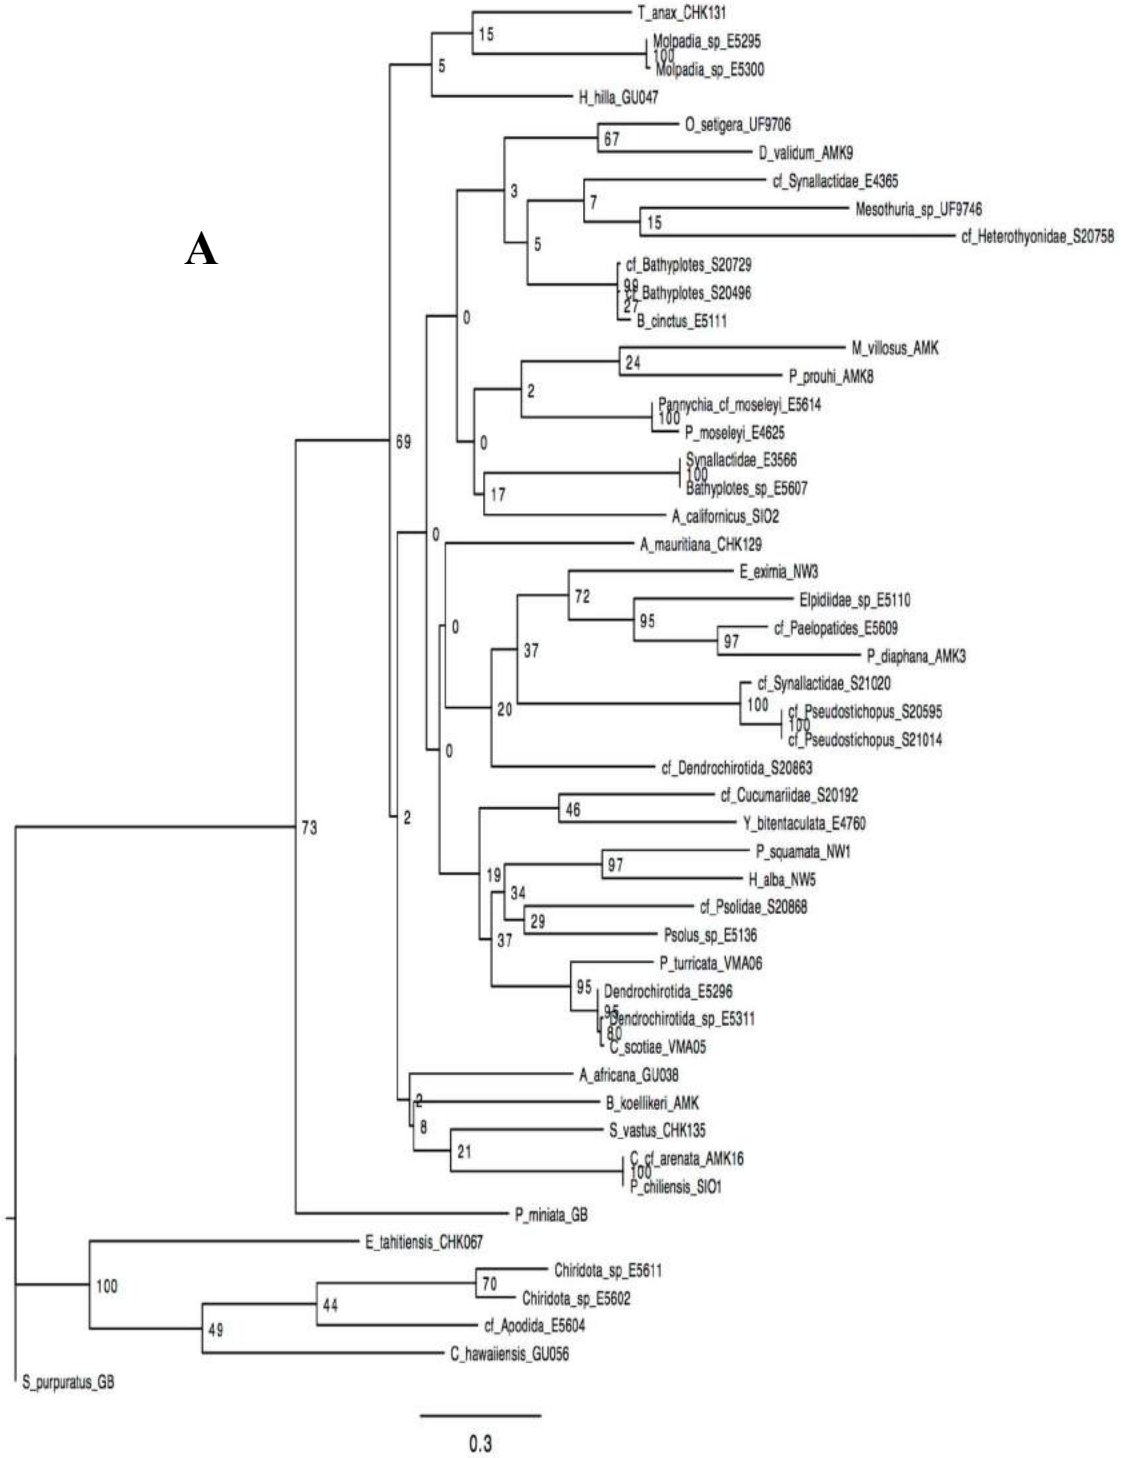 T_anax_CHK131
15
Molpadia_sp_E5295
100
Molpadia_sp_E5300
5
H_hilla_GU047
O_setigera_UF9706
67
D_validum_AMK9
cf_Synallactidae_E4365
3
7
Mesothuria_sp_UF9746
15
cf_Heterothyonidae_S20758
A
5
cf_Bathyplotes_S20729
99
cf_Bathyplotes_S20496
27
B_cinctus_E5111
0
M_villosus_AMK
24
P_prouhi_AMK8
2
Pannychia_cf_moseleyi_E5614
100
P_moseleyi_E4625
69
0
Synallactidae_E3566
100
Bathyplotes_sp_E5607
17
A_californicus_SIO2
0
A_mauritiana_CHK129
E_eximia_NW3
72
Elpidiidae_sp_E5110
95
cf_Paelopatides_E5609
0
97
37
P_diaphana_AMK3
cf_Synallactidae_S21020
100
20
cf_Pseudostichopus_S20595
100
cf_Pseudostichopus_S21014
0
cf_Dendrochirotida_S20863
cf_Cucumariidae_S20192
46
2
Y_bitentaculata_E4760
73
P_squamata_NW1
97
19
H_alba_NW5
34
cf_Psolidae_S20868
29
37
Psolus_sp_E5136
P_turricata_VMA06
95
Dendrochirotida_E5296
95
Dendrochirotida_sp_E5311
80
C_scotiae_VMA05
A_africana_GU038
2
B_koellikeri_AMK
8
S_vastus_CHK135
21
C_cf_arenata_AMK16
100
P_chiliensis_SIO1
P_miniata_GB
E_tahitiensis_CHK067
100
Chiridota_sp_E5611
70
Chiridota_sp_E5602
44
cf_Apodida_E5604
49
C_hawaiiensis_GU056
S_purpuratus_GB
0.3